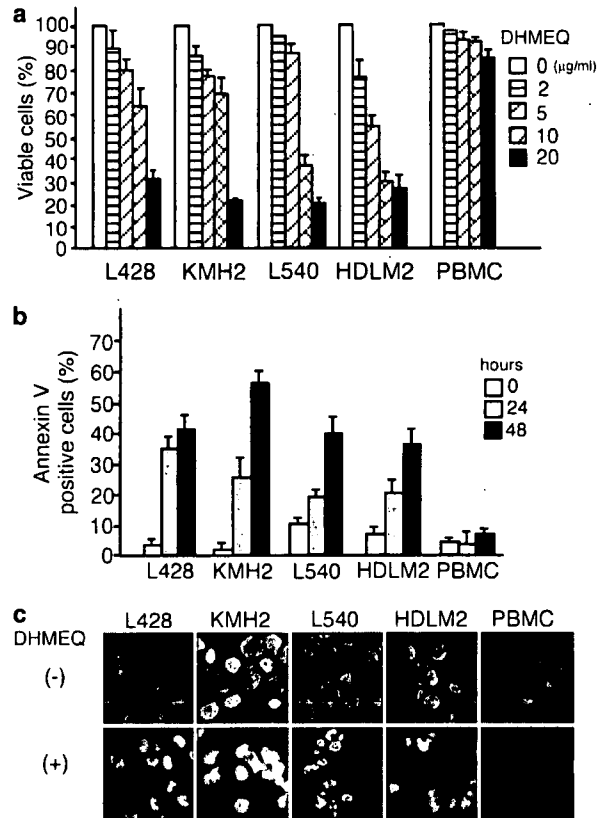 a
Viable cells (%)
100
90
80
70
60
50
40
30
20
10
0
L428 KMH2 L540 HDLM2 PBMC
DHMEQ
0 (μg/ml)
2
5
10
20
b
Annexin V
positive cells (%)
70
60
50
40
30
20
10
0
L428 KMH2 L540 HDLM2 PBMC
hours
0
24
48
c
L428 KMH2 L540 HDLM2 PBMC
DHMEQ
(-)
(+)